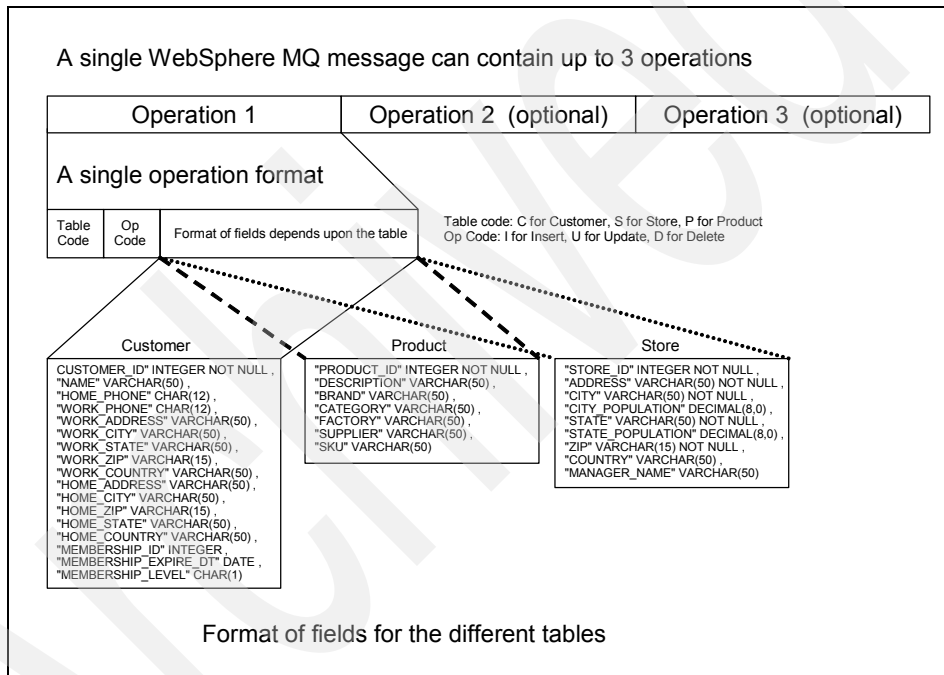 A single WebSphere MQ message can contain up to 3 operations
Operation 1
Operation 2 (optional)
Operation 3 (optional)
A single operation format
Table
Code
Op
Code
Format of fields depends upon the table
Table code: C for Customer, S for Store, P for Product
Op Code: I for Insert, U for Update, D for Delete
Customer
CUSTOMER_ID" INTEGER NOT NULL ,
"NAME" VARCHAR(50) ,
"HOME_PHONE" CHAR(12) ,
"WORK_PHONE" CHAR(12) ,
"WORK_ADDRESS" VARCHAR(50) ,
"WORK_CITY" VARCHAR(50) ,
"WORK_STATE" VARCHAR(50) ,
"WORK_ZIP" VARCHAR(15) ,
"WORK_COUNTRY" VARCHAR(50) ,
"HOME_ADDRESS" VARCHAR(50) ,
"HOME_CITY" VARCHAR(50) ,
"HOME_ZIP" VARCHAR(15) ,
"HOME_STATE" VARCHAR(50) ,
"HOME_COUNTRY" VARCHAR(50) ,
"MEMBERSHIP_ID" INTEGER ,
"MEMBERSHIP_EXPIRE_DT" DATE ,
"MEMBERSHIP_LEVEL" CHAR(1)
Product
"PRODUCT_ID" INTEGER NOT NULL ,
"DESCRIPTION" VARCHAR(50) ,
"BRAND" VARCHAR(50) ,
"CATEGORY" VARCHAR(50) ,
"FACTORY" VARCHAR(50) ,
"SUPPLIER" VARCHAR(50) ,
"SKU" VARCHAR(50)
Store
"STORE_ID" INTEGER NOT NULL ,
"ADDRESS" VARCHAR(50) NOT NULL ,
"CITY" VARCHAR(50) NOT NULL ,
"CITY_POPULATION" DECIMAL(8,0) ,
"STATE" VARCHAR(50) NOT NULL ,
"STATE_POPULATION" DECIMAL(8,0) ,
"ZIP" VARCHAR(15) NOT NULL ,
"COUNTRY" VARCHAR(50) ,
"MANAGER_NAME" VARCHAR(50)
Format of fields for the different tables